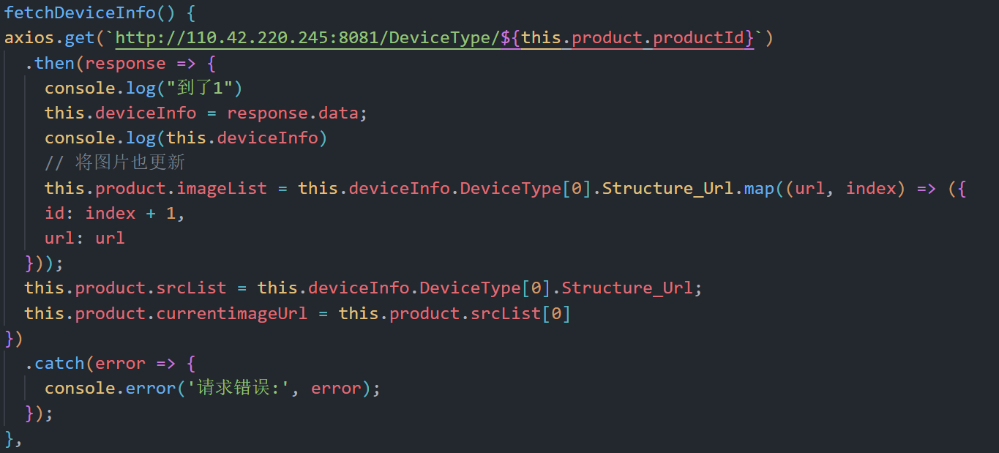 fetchDeviceInfo() {
axios.get(`http://110.42.220.245:8081/DeviceType/${this.product.productId}`)
.then(response => {
console.log("到了1")
this.deviceInfo = response.data;
console.log(this.deviceInfo)
// 将图片也更新
this.product.imageList = this.deviceInfo.DeviceType[0].Structure_Url.map((url, index) => ({
id: index + 1,
url: url
}));
this.product.srcList = this.deviceInfo.DeviceType[0].Structure_Url;
this.product.currentimageUrl = this.product.srcList[0]
})
.catch(error => {
console.error('请求错误:', error);
});
},